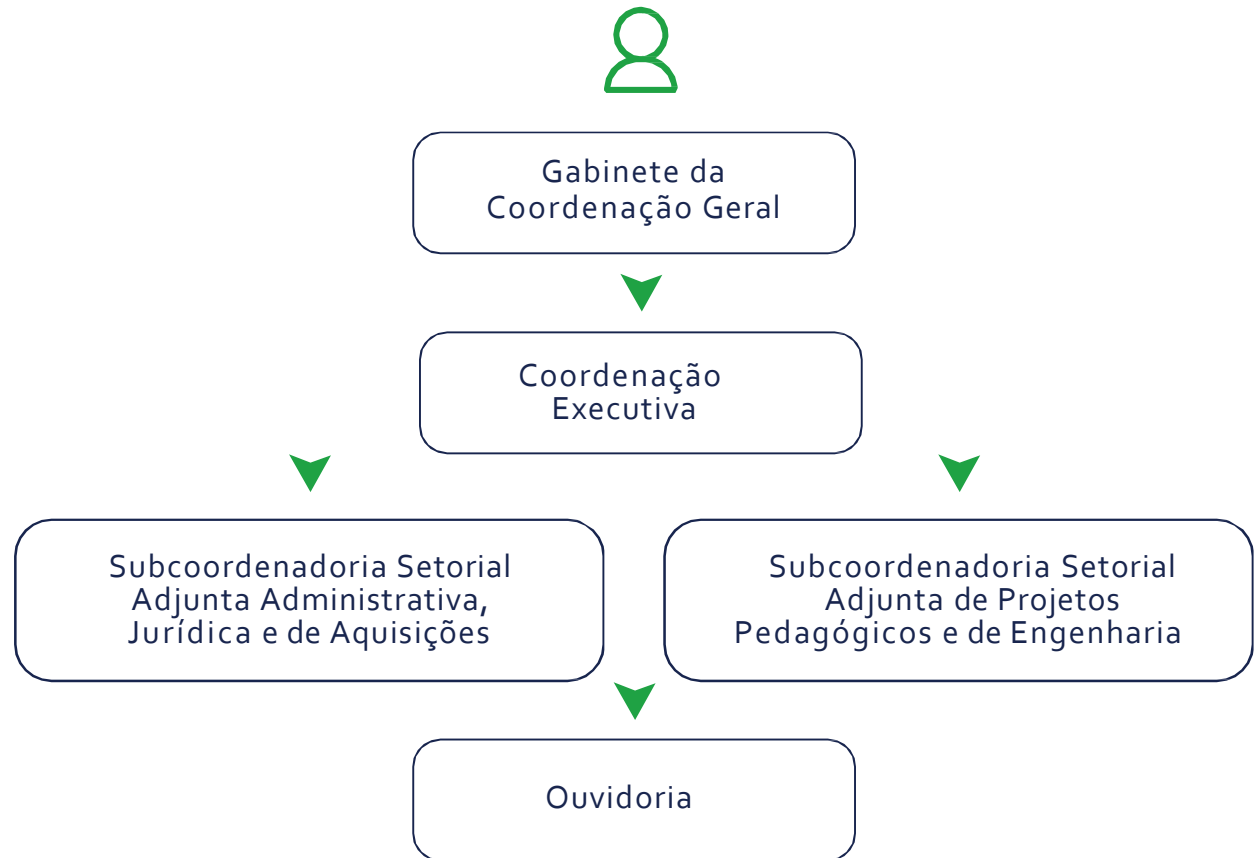 Gabinete da
Coordenação Geral
Coordenação
Executiva
Subcoordenadoria Setorial
Adjunta Administrativa,
Jurídica e de Aquisições
Subcoordenadoria Setorial
Adjunta de Projetos
Pedagógicos e de Engenharia
Ouvidoria